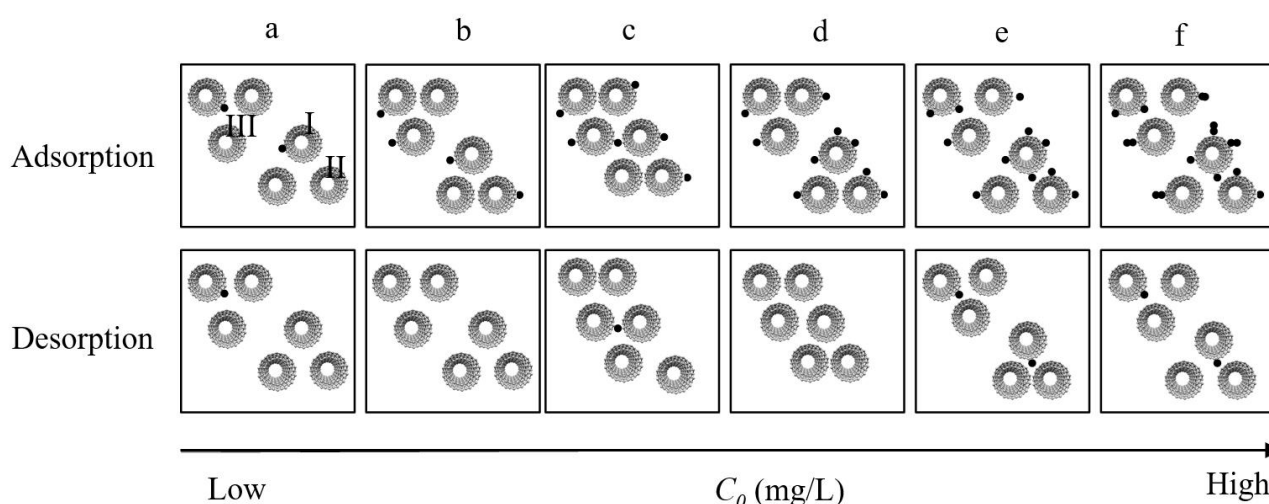 a b c d e f
Adsorption
I
III
II
Desorption
Low C0 (mg/L) High